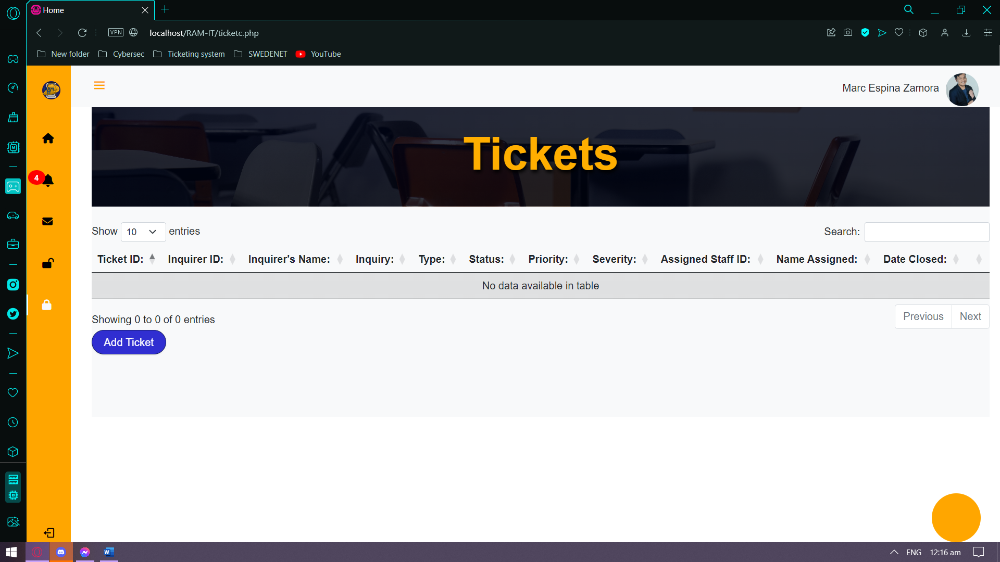 Home
VPN
localhost/RAM-IT/ticketc.php
New folder
Cybersec
Ticketing system
SWEDENET
YouTube
Marc Espina Zamora
Tickets
4
Show 10 entries
Search:
Ticket ID: Inquirer ID: Inquirer's Name: Inquiry: Type: Status: Priority: Severity: Assigned Staff ID: Name Assigned: Date Closed:
No data available in table
Showing 0 to 0 of 0 entries
Previous Next
Add Ticket
ENG 12:16 am